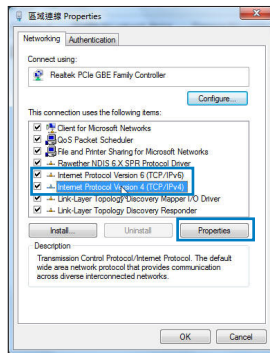 區域連線 Properties
Networking
Authentication
Connect using:
Realtek PCIe GBE Family Controller
Configure...
This connection uses the following items:
Client for Microsoft Networks
QoS Packet Scheduler
File and Printer Sharing for Microsoft Networks
Rawether NDIS 6.X SPR Protocol Driver
Internet Protocol Version 6 (TCP/IPv6)
Internet Protocol Version 4 (TCP/IPv4)
Link-Layer Topology Discovery Mapper I/O Driver
Link-Layer Topology Discovery Responder
Install...
Uninstall
Properties
Description
Transmission Control Protocol/Internet Protocol. The default
wide area network protocol that provides communication
across diverse interconnected networks.
OK
Cancel